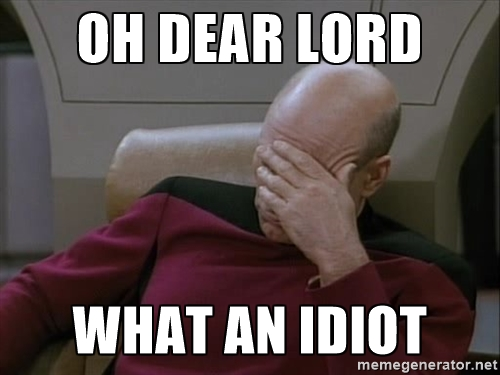 OH DEAR LORD
WHAT AN IDIOT
memegenerator.net